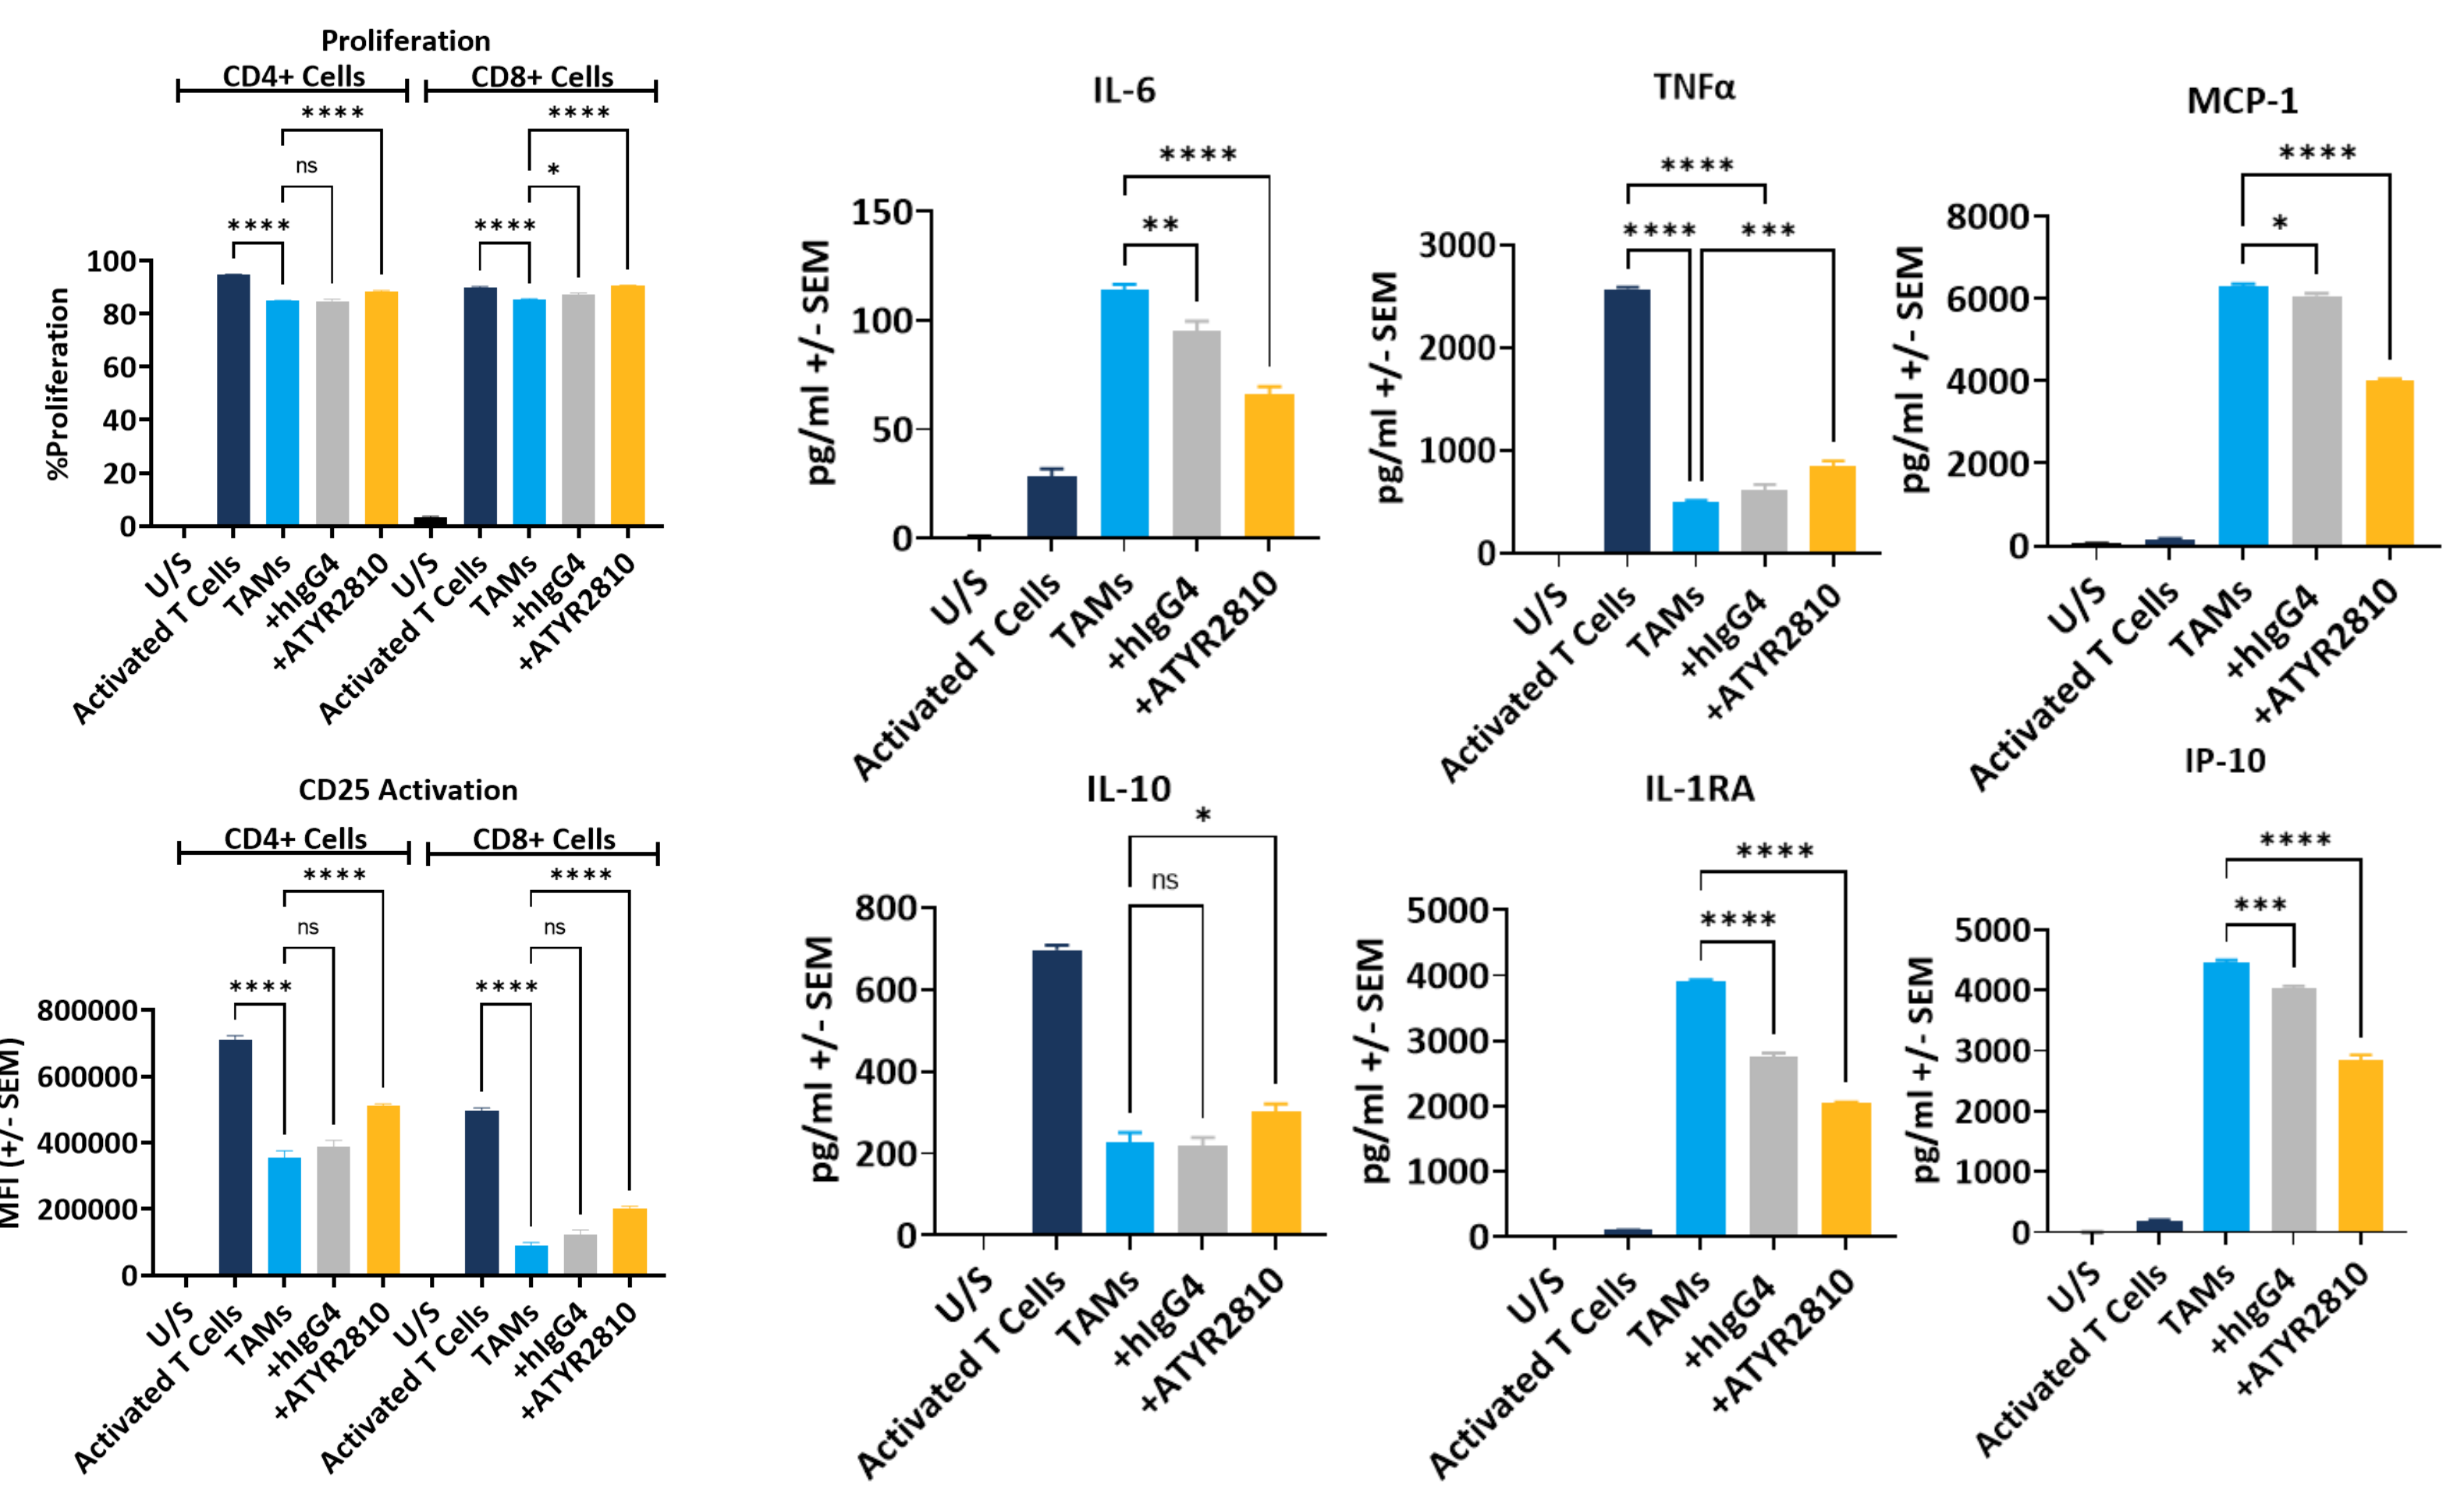 Proliferation
CD4+ Cells CD8+ Cells
**** ****
ns *
**** ****
%Proliferation
100
80
60
40
20
0
U/S Activated T Cells TAMs +hIgG4 +ATYR2810 U/S Activated T Cells TAMs +hIgG4 +ATYR2810
IL-6
****
**
pg/ml +/- SEM
150
100
50
0
U/S Activated T Cells TAMs +hIgG4 +ATYR2810
TNFα
****
**** ***
pg/ml +/- SEM
3000
2000
1000
0
U/S Activated T Cells TAMs +hIgG4 +ATYR2810
MCP-1
****
*
pg/ml +/- SEM
8000
6000
4000
2000
0
U/S Activated T Cells TAMs +hIgG4 +ATYR2810
CD25 Activation
CD4+ Cells CD8+ Cells
**** ****
ns ns
**** ****
MFI (+/- SEM)
800000
600000
400000
200000
0
U/S Activated T Cells TAMs +hIgG4 +ATYR2810 U/S Activated T Cells TAMs +hIgG4 +ATYR2810
IL-10
*
ns
pg/ml +/- SEM
800
600
400
200
0
U/S Activated T Cells TAMs +hIgG4 +ATYR2810
IL-1RA
****
****
pg/ml +/- SEM
5000
4000
3000
2000
1000
0
U/S Activated T Cells TAMs +hIgG4 +ATYR2810
IP-10
****
***
pg/ml +/- SEM
5000
4000
3000
2000
1000
0
U/S Activated T Cells TAMs +hIgG4 +ATYR2810